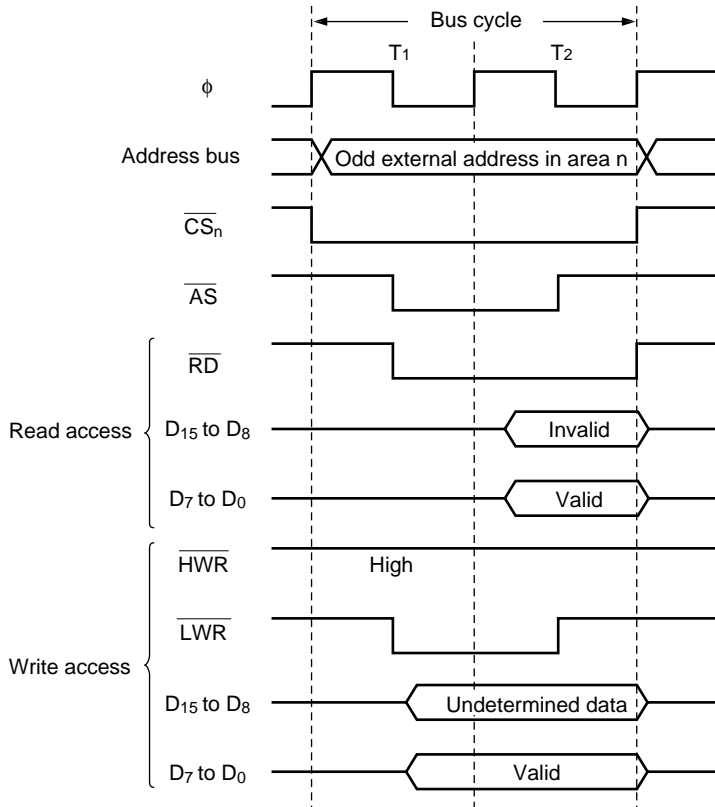 Bus cycle
T1 T2
ϕ
Address bus Odd external address in area n
CSn
AS
Read access
RD
D15 to D8 Invalid
D7 to D0 Valid
Write access
HWR High
LWR
D15 to D8 Undetermined data
D7 to D0 Valid